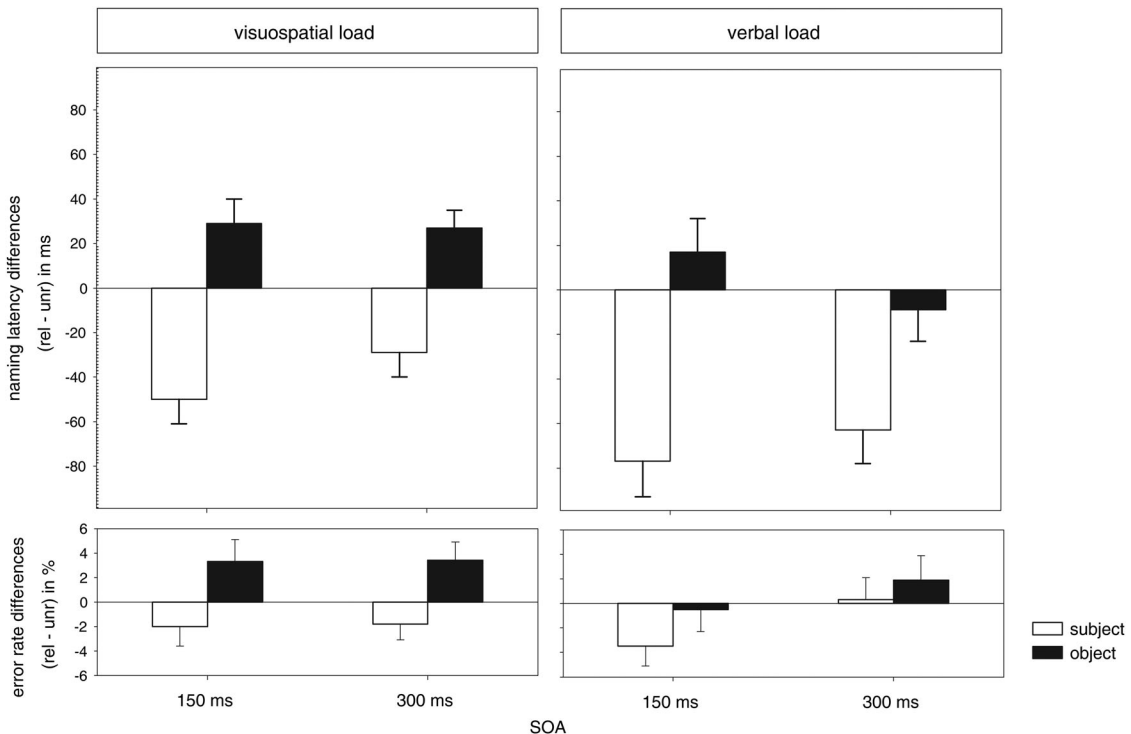 visuospatial load
verbal load
naming latency differences
(rel - unr) in ms
80
60
40
20
0
-20
-40
-60
-80
error rate differences
(rel - unr) in %
6
4
2
0
-2
-4
-6
150 ms
300 ms
150 ms
300 ms
SOA
subject
object